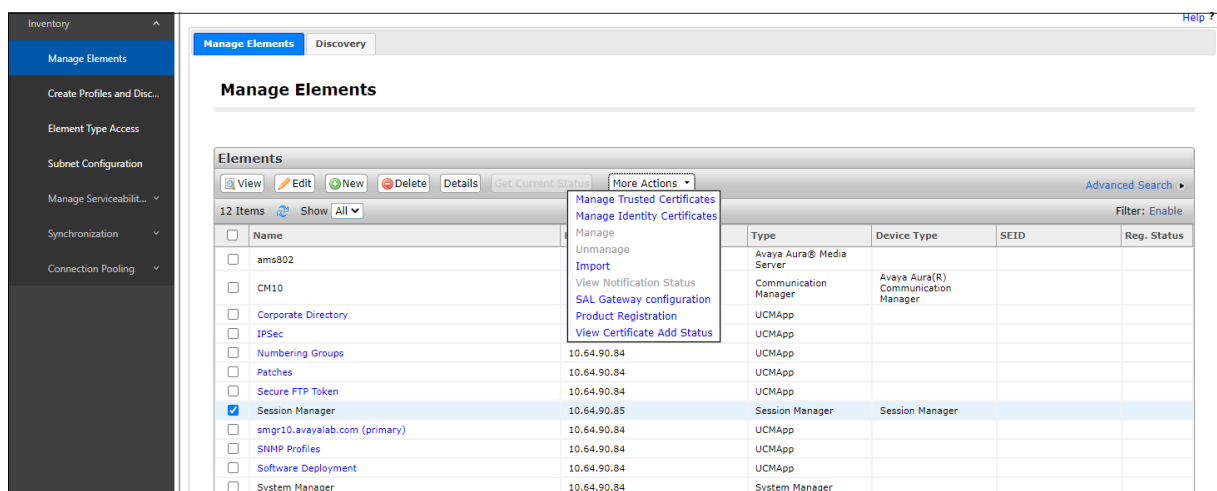 Help ?
Inventory
Manage Elements
Create Profiles and Disc...
Element Type Access
Subnet Configuration
Manage Serviceabilit...
Synchronization
Connection Pooling
Manage Elements Discovery
Manage Elements
Elements
View Edit New Delete Details Get Current Status More Actions
Advanced Search
12 Items Show All
Filter: Enable
Manage Trusted Certificates
Manage Identity Certificates
Manage
Unmanage
Import
View Notification Status
SAL Gateway configuration
Product Registration
View Certificate Add Status
Name Type Device Type SEID Reg. Status
ams802 Avaya Aura® Media
Server
CM10 Communication
Manager Avaya Aura(R)
Communication
Manager
Corporate Directory UCMApp
IPSec UCMApp
Numbering Groups 10.64.90.84 UCMApp
Patches 10.64.90.84 UCMApp
Secure FTP Token 10.64.90.84 UCMApp
Session Manager 10.64.90.85 Session Manager Session Manager
smgr10.avayalab.com (primary) 10.64.90.84 UCMApp
SNMP Profiles 10.64.90.84 UCMApp
Software Deployment 10.64.90.84 UCMApp
System Manager 10.64.90.84 System Manager